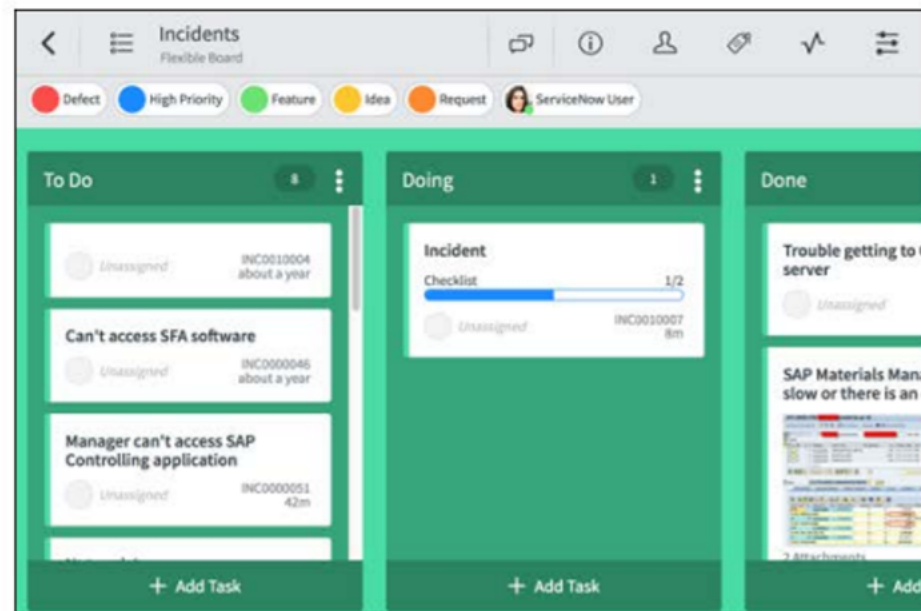 Incidents
Flexible Board
Defect
High Priority
Feature
Idea
Request
ServiceNow User
To Do
8
Unassigned
INC0010004
about a year
Can't access SFA software
Unassigned
INC0000046
about a year
Manager can't access SAP
Controlling application
Unassigned
INC0000051
42m
+ Add Task
Doing
1
Incident
Checklist
1/2
Unassigned
INC0010007
8m
+ Add Task
Done
Trouble getting to
server
Unassigned
SAP Materials Mana
slow or there is an
2 Attachments
+ Add